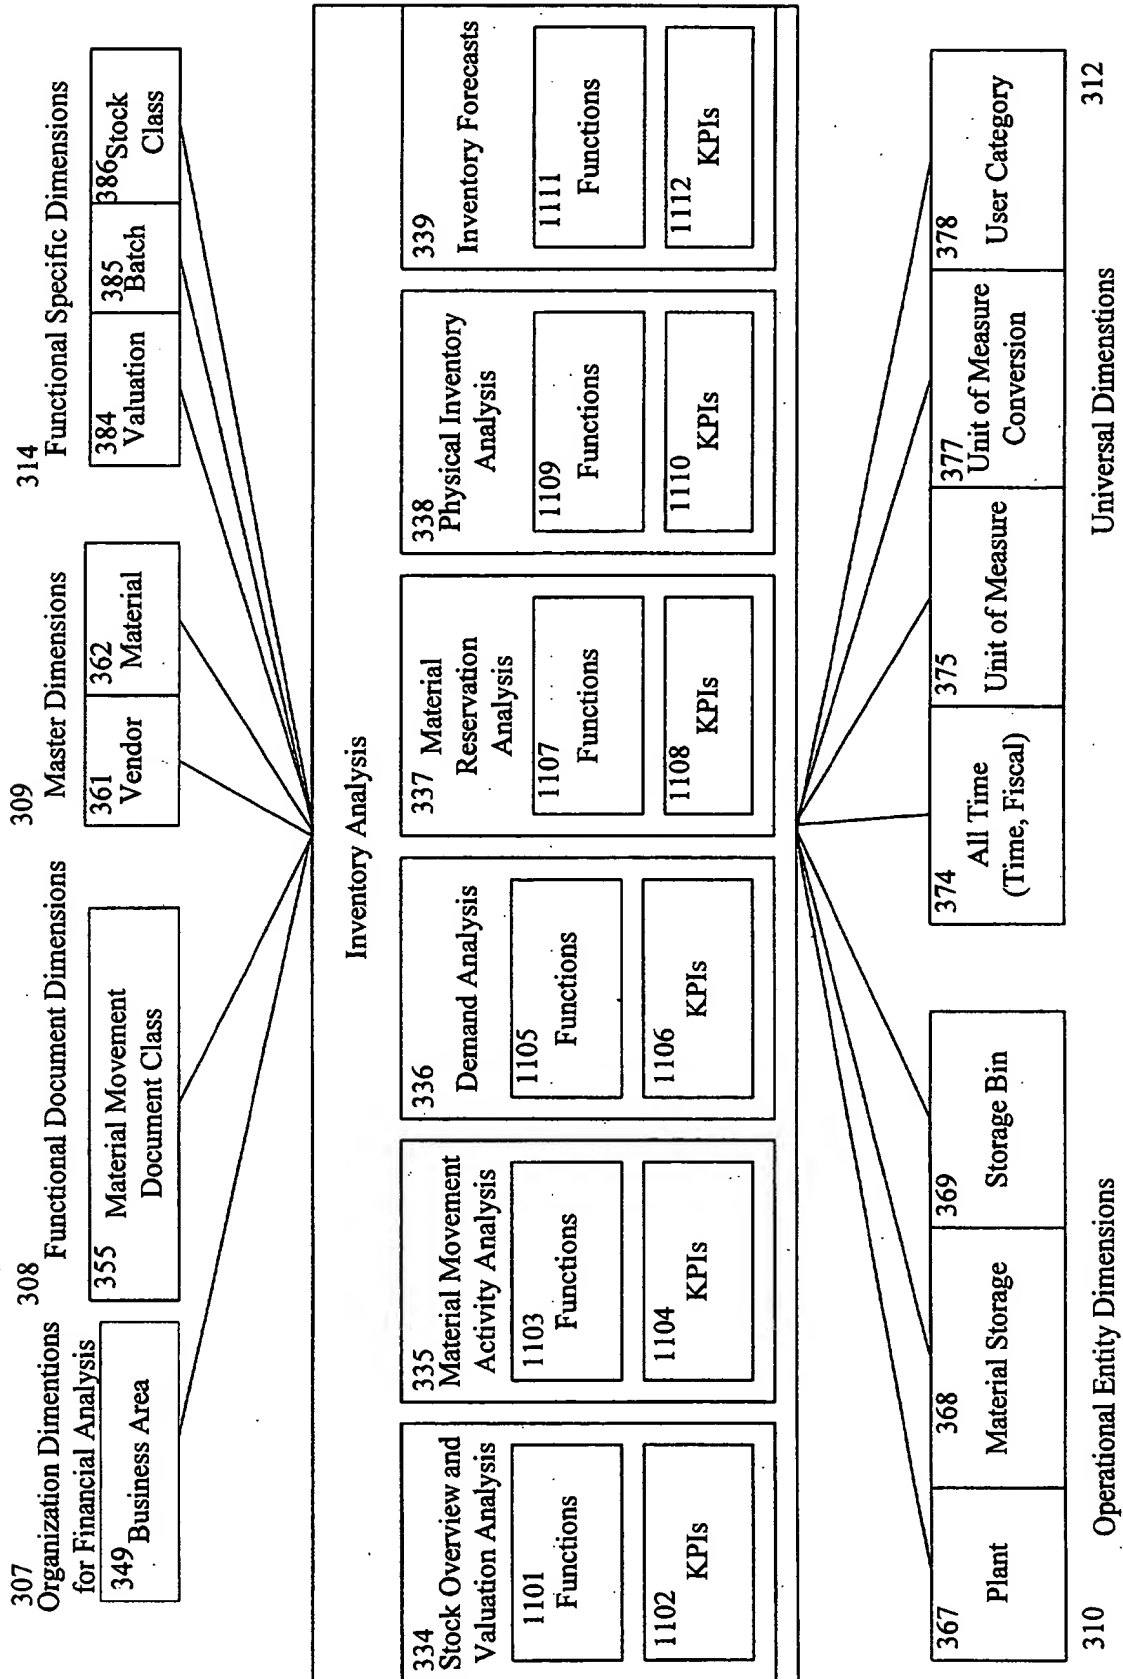 307
Organization Dimentions
for Financial Analysis
349 Business Area
308
Functional Document Dimensions
355 Material Movement
Document Class
309
Master Dimensions
361
Vendor
362
Material
314
Functional Specific Dimensions
384
Valuation
385
Batch
386 Stock
Class
Inventory Analysis
334
Stock Overview and
Valuation Analysis
1101
Functions
1102
KPIs
335
Material Movement
Activity Analysis
1103
Functions
1104
KPIs
336
Demand Analysis
1105
Functions
1106
KPIs
337 Material
Reservation
Analysis
1107
Functions
1108
KPIs
338
Physical Inventory
Analysis
1109
Functions
1110
KPIs
339
Inventory Forecasts
1111
Functions
1112
KPIs
367
Plant
368
Material Storage
369
Storage Bin
310
Operational Entity Dimensions
374
All Time
(Time, Fiscal)
375
Unit of Measure
377
Unit of Measure
Conversion
378
User Category
Universal Dimenstions
312